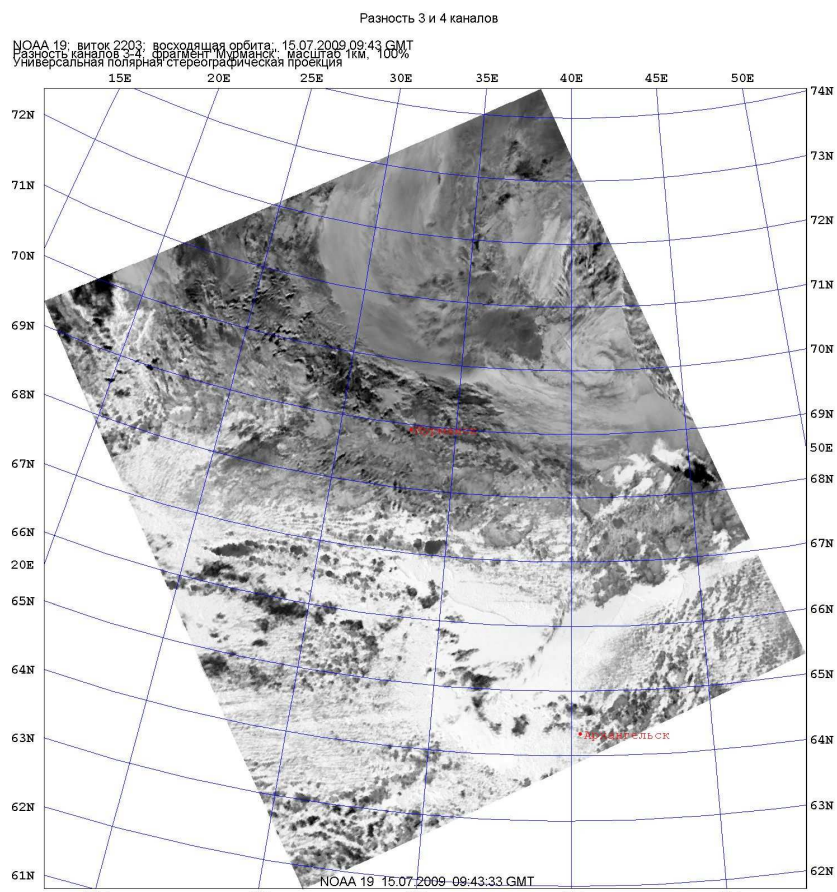 Разность 3 и 4 каналов
NOAA 19; виток 2203; восходящая орбита;, 15.07.2009 09:43 GMT
Разность каналов 3-4; фрагмент "Мурманск"; масштаб 1км, 100%
Универсальная полярная стереографическая проекция
15E 20E 25E 30E 35E 40E 45E 50E
74N
72N
73N
71N
72N
70N
71N
69N
70N
68N
69N
50E
67N
68N
66N
67N
20E
65N
66N
64N
65N
Архангельск
63N
64N
62N
63N
61N
62N
NOAA 19 15.07.2009 09:43:33 GMT